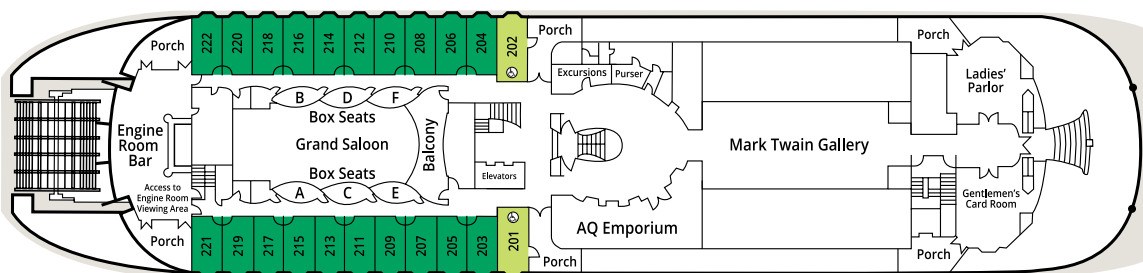 Porch
222
220
218
216
214
212
210
208
206
204
202
Porch
Porch
Excursions
Purser
Ladies'
Parlor
B
D
F
Box Seats
Engine
Room
Bar
Grand Saloon
Balcony
Mark Twain Gallery
Box Seats
Elevators
A
C
E
Access to
Engine Room
Viewing Area
Gentlemen's
Card Room
AQ Emporium
Porch
221
219
217
215
213
211
209
207
205
203
201
Porch
Porch